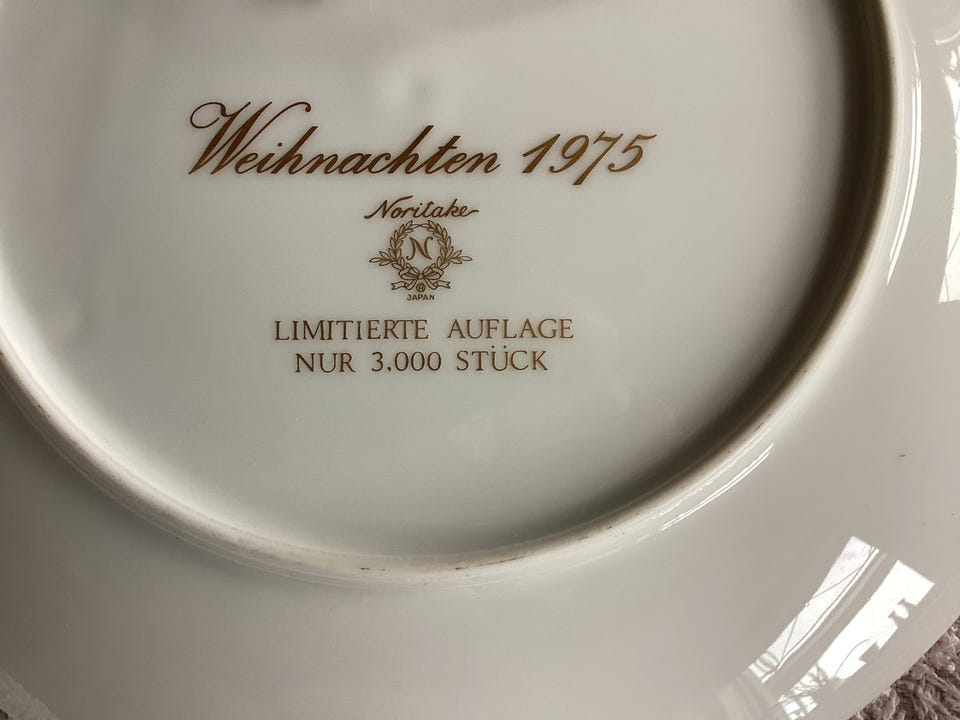 Weihnachten 1975
Noritake
N
®
JAPAN
LIMITIERTE AUFLAGE
NUR 3.000 STÜCK